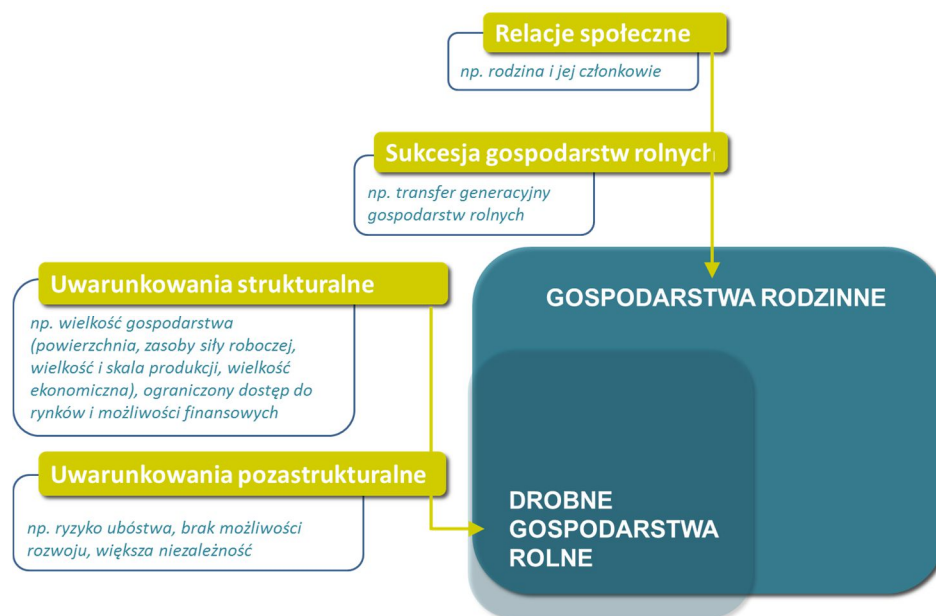 Relacje społeczne
np. rodzina i jej członkowie
Sukcesja gospodarstw rolnych
np. transfer generacyjny
gospodarstw rolnych
Uwarunkowania strukturalne
np. wielkość gospodarstwa
(powierzchnia, zasoby siły roboczej,
wielkość i skala produkcji, wielkość
ekonomiczna), ograniczony dostęp do
rynków i możliwości finansowych
Uwarunkowania pozastrukturalne
np. ryzyko ubóstwa, brak możliwości
rozwoju, większa niezależność
GOSPODARSTWA RODZINNE
DROBNE
GOSPODARSTWA
ROLNE